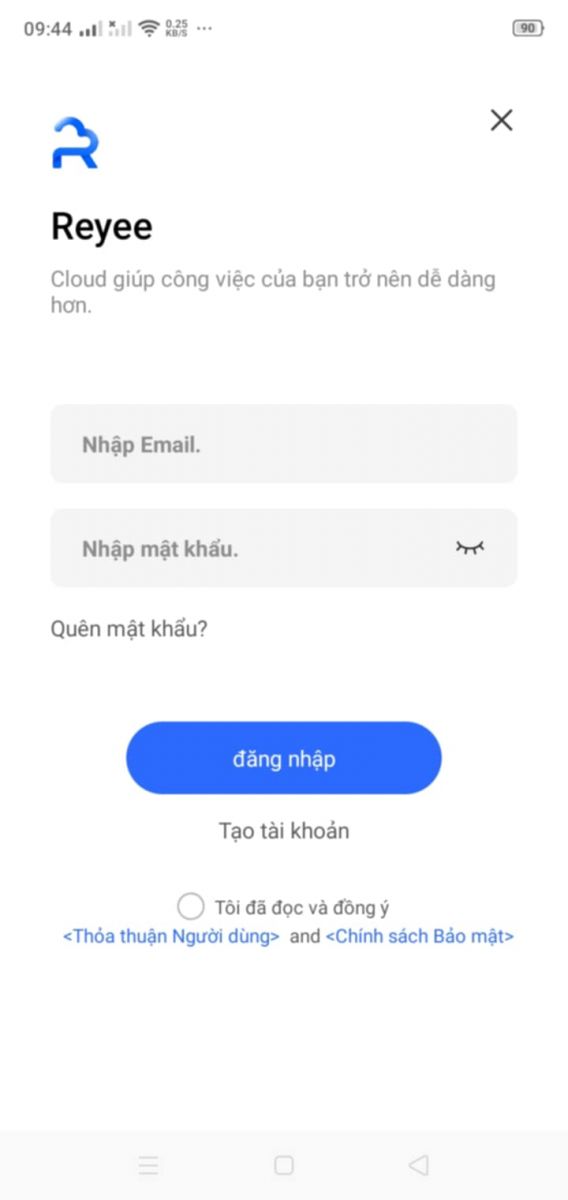 09:44 0.25 KB/S ... 90
Reyee
Cloud giúp công việc của bạn trở nên dễ dàng
hơn.
Nhập Email.
Nhập mật khẩu.
Quên mật khẩu?
đăng nhập
Tạo tài khoản
Tôi đã đọc và đồng ý
<Thỏa thuận Người dùng> and <Chính sách Bảo mật>